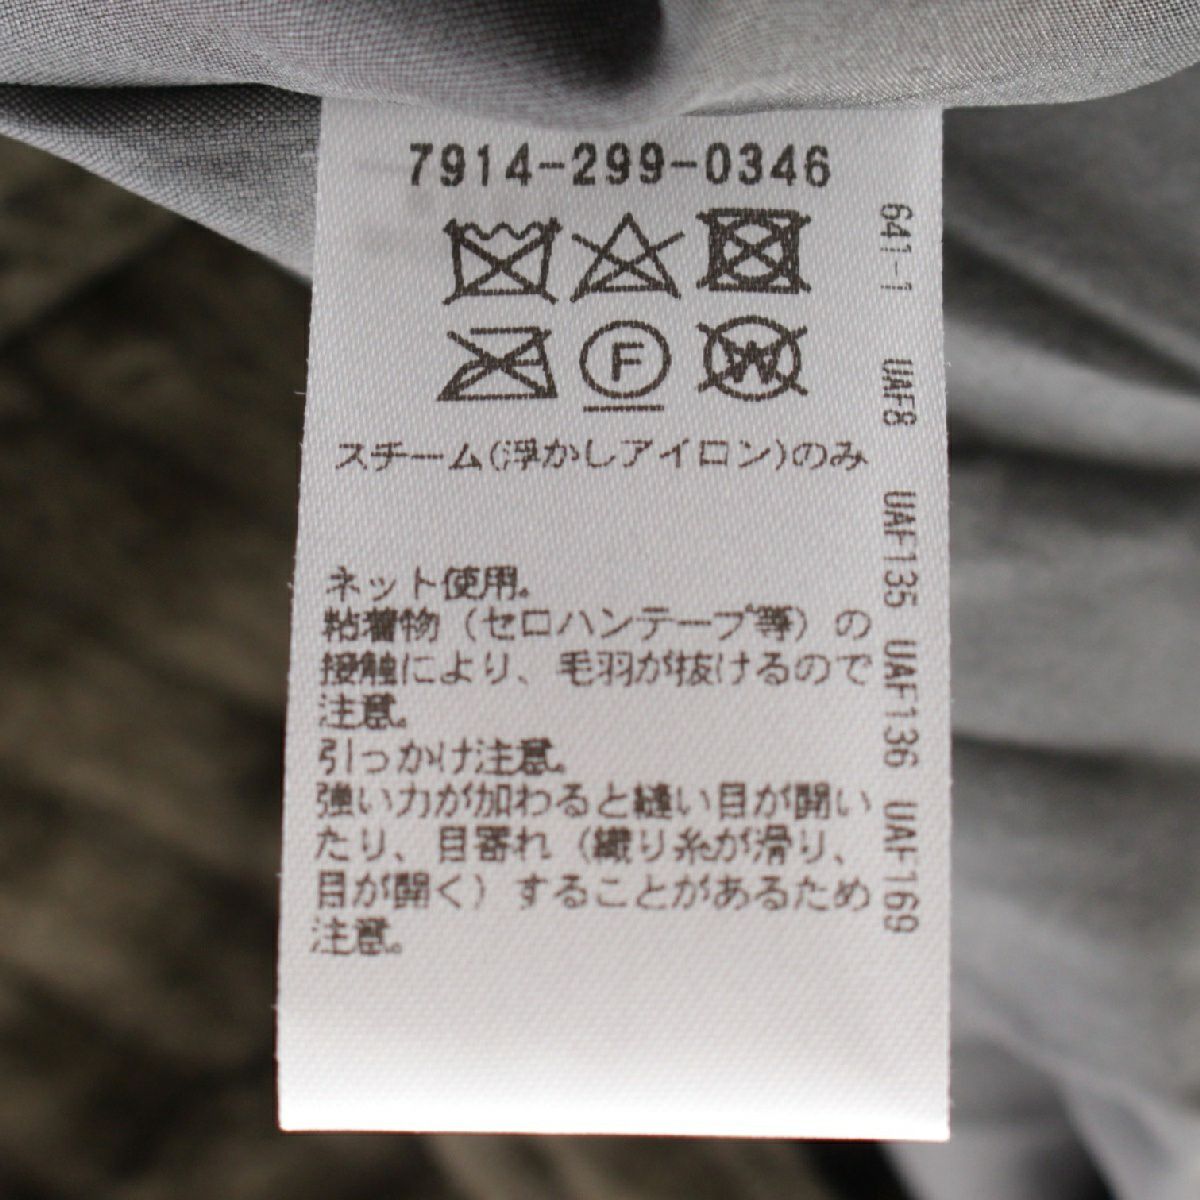 7914-299-0346
F
W
スチーム(浮かしアイロン)のみ
ネット使用。
粘着物（セロハンテープ等）の
接触により、毛羽が抜けるので
注意。
引っかけ注意。
強い力が加わると縫い目が開い
たり、目寄れ（織り糸が滑り、
目が開く）することがあるため
注意。
641-1 UAF8 UAF135 UAF136 UAF169